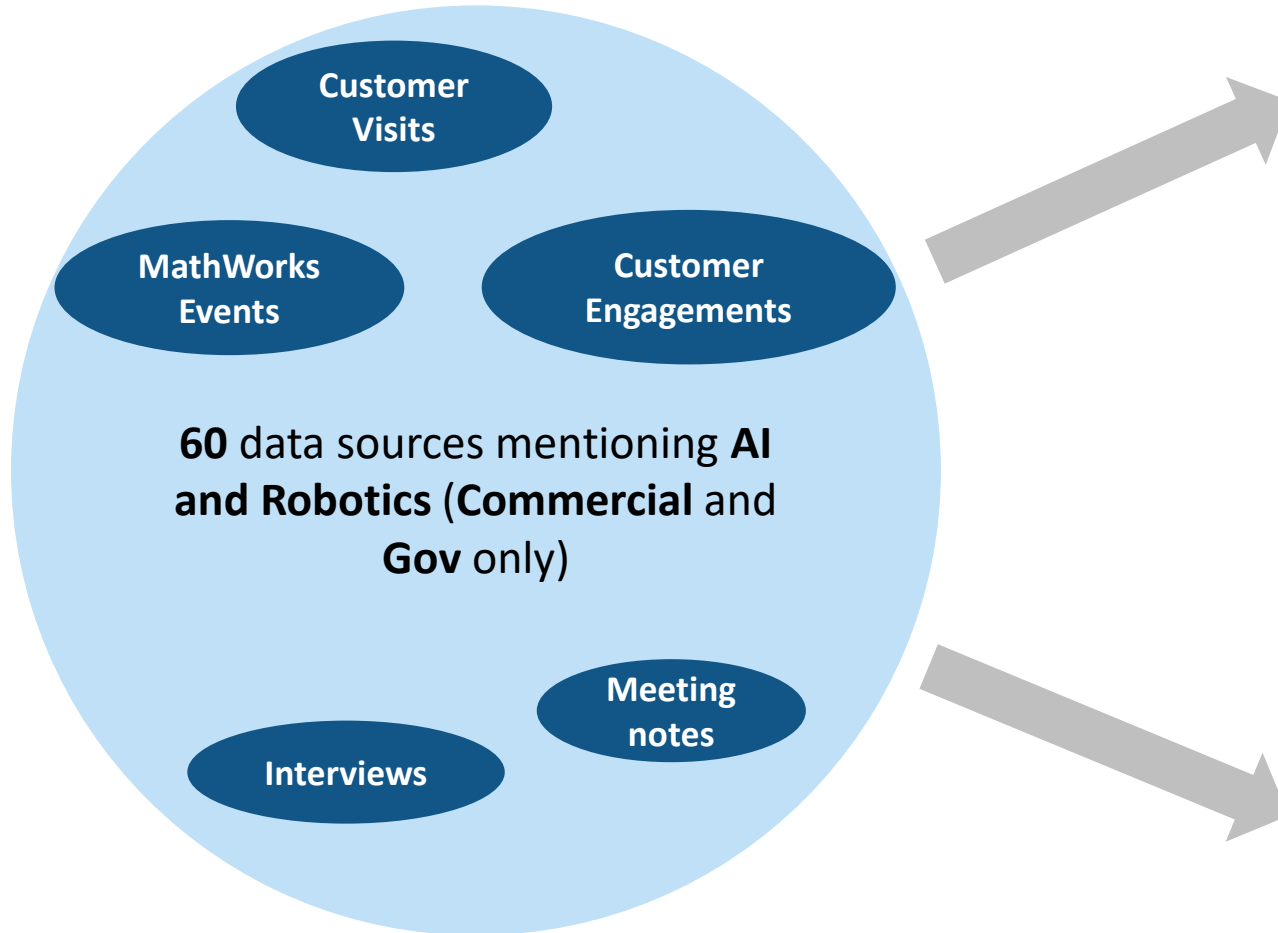 Customer
Visits
MathWorks
Events
Customer
Engagements
60 data sources mentioning AI
and Robotics (Commercial and
Gov only)
Meeting
notes
Interviews